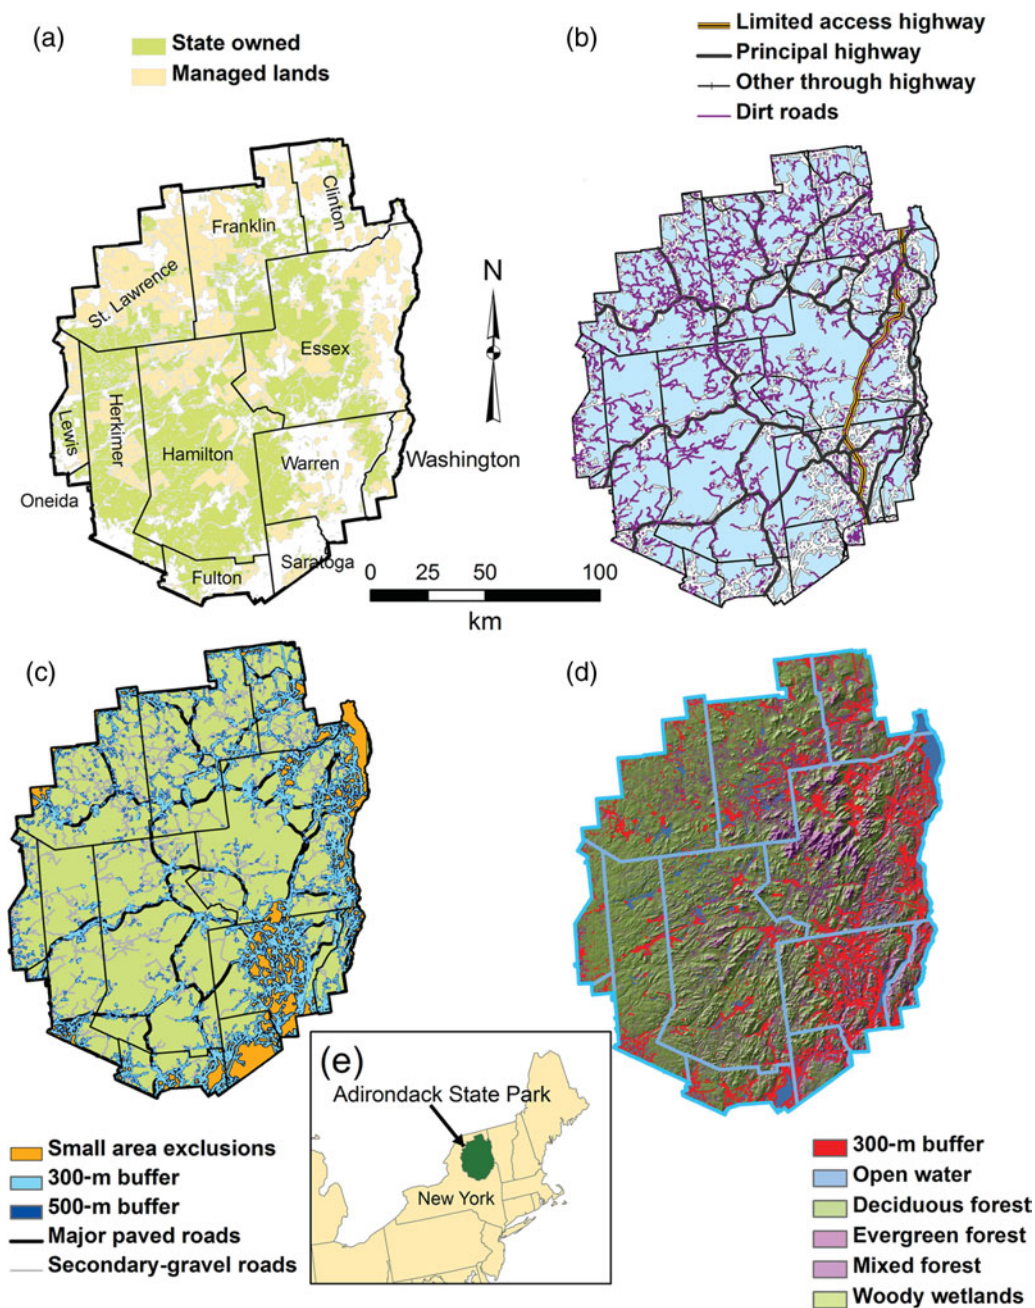 (a)
State owned
Managed lands
Clinton
Franklin
St. Lawrence
Essex
Lewis
Herkimer
Hamilton
Warren
Washington
Oneida
Fulton
Saratoga
N
0 25 50 100
km
(b)
Limited access highway
Principal highway
Other through highway
Dirt roads
(c)
Small area exclusions
300-m buffer
500-m buffer
Major paved roads
Secondary-gravel roads
(d)
300-m buffer
Open water
Deciduous forest
Evergreen forest
Mixed forest
Woody wetlands
(e)
Adirondack State Park
New York